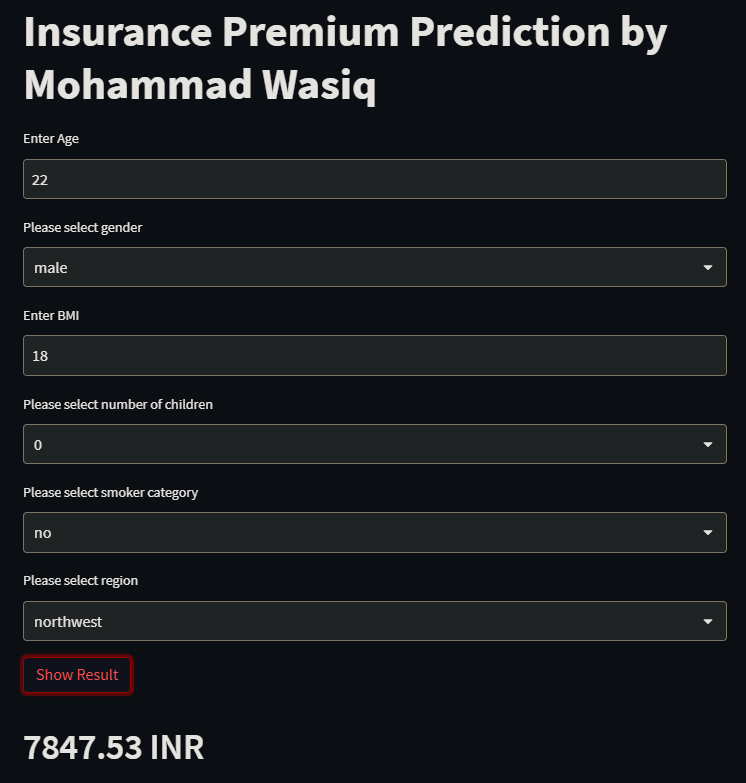 Insurance Premium Prediction by
Mohammad Wasiq
Enter Age
22
Please select gender
male
Enter BMI
18
Please select number of children
0
Please select smoker category
no
Please select region
northwest
Show Result
7847.53 INR